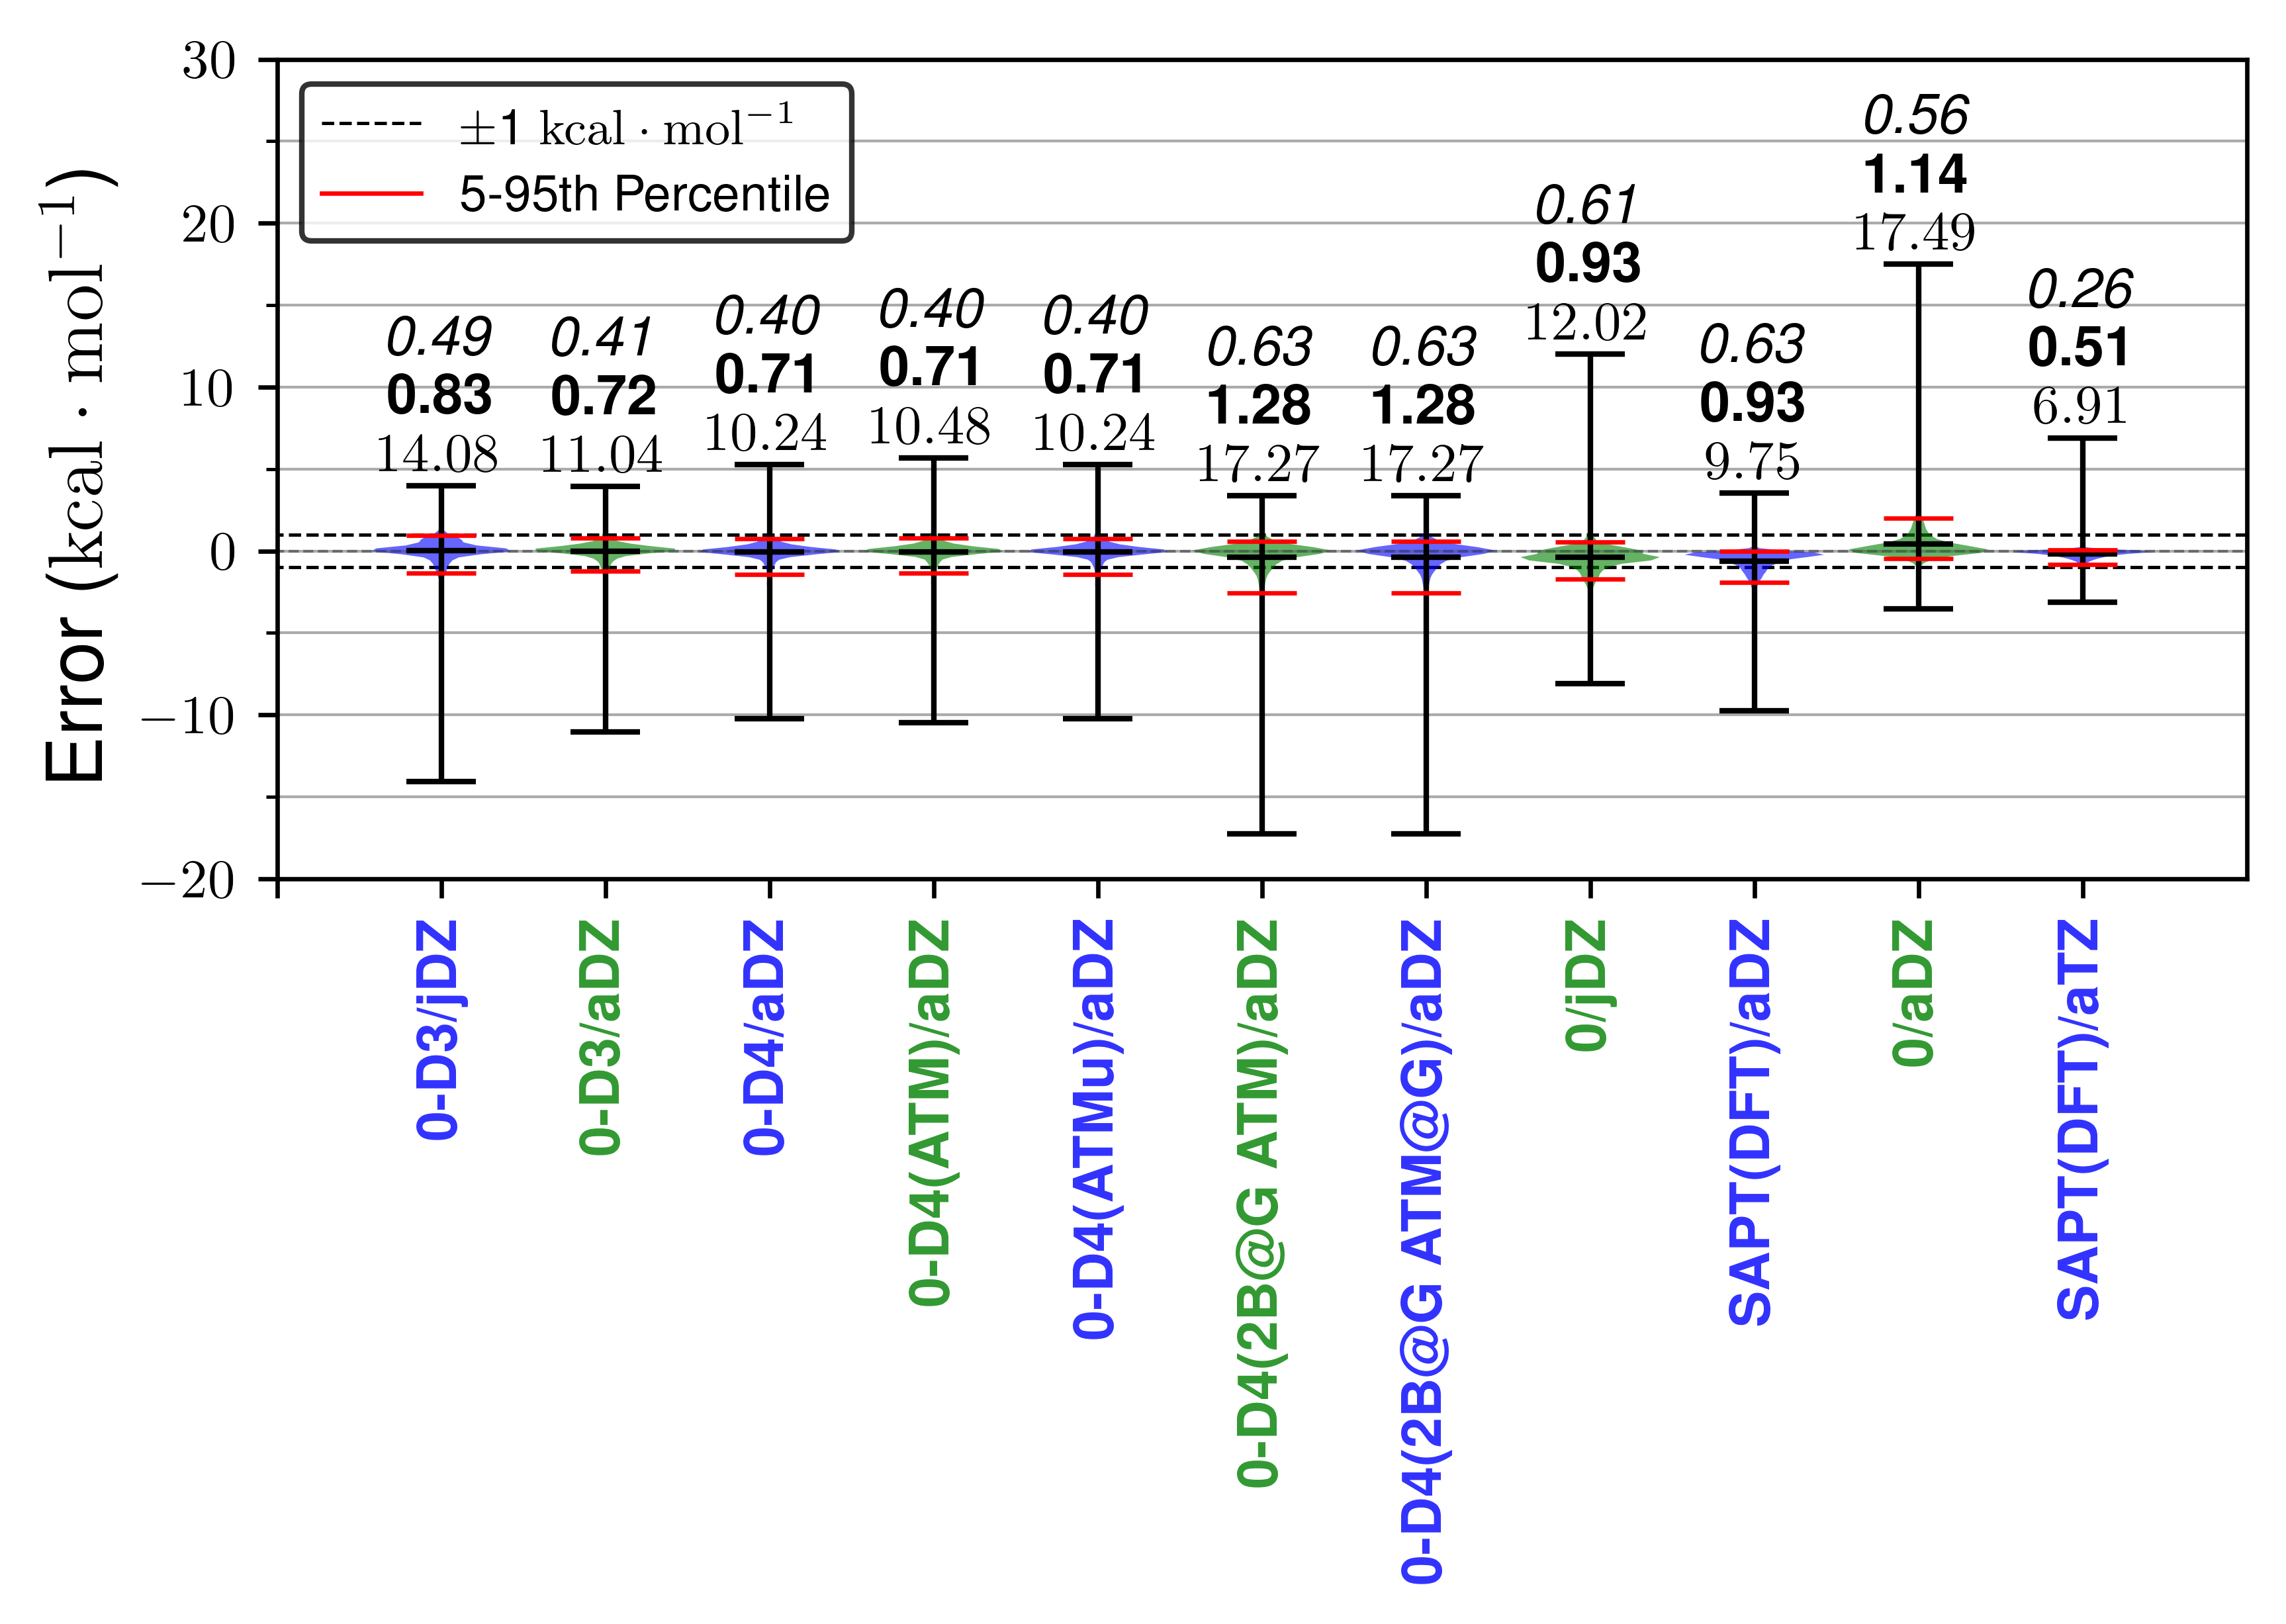 Error (kcal · mol⁻¹)
30
20
10
0
−10
−20
±1 kcal · mol⁻¹
5-95th Percentile
0.49
0.83
14.08
0.41
0.72
11.04
0.40
0.71
10.24
0.40
0.71
10.48
0.40
0.71
10.24
0.63
1.28
17.27
0.63
1.28
17.27
0.61
0.93
12.02
0.63
0.93
9.75
0.56
1.14
17.49
0.26
0.51
6.91
0-D3/jDZ
0-D3/aDZ
0-D4/aDZ
0-D4(ATM)/aDZ
0-D4(ATMu)/aDZ
0-D4(2B@G ATM)/aDZ
0-D4(2B@G ATM@G)/aDZ
0/jDZ
SAPT(DFT)/aDZ
0/aDZ
SAPT(DFT)/aTZ